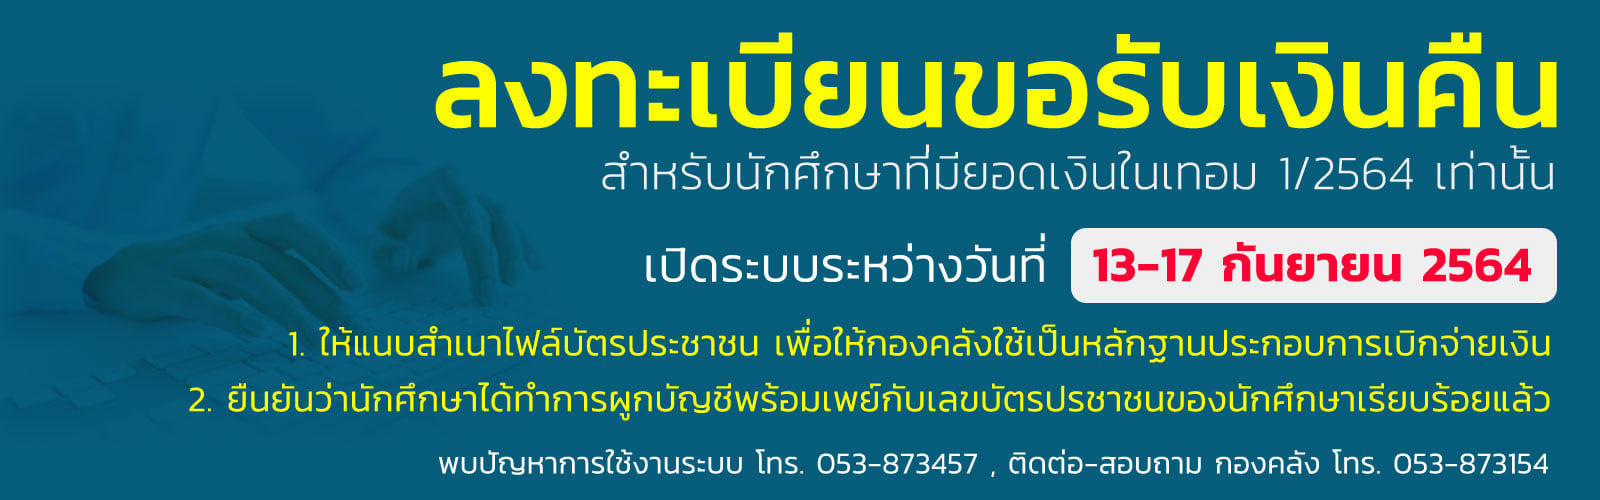 ลงทะเบียนขอรับเงินคืน
สำหรับนักศึกษาที่มียอดเงินในเทอม 1/2564 เท่านั้น
เปิดระบบระหว่างวันที่ 13-17 กันยายน 2564
1. ให้แนบสำเนาไฟล์บัตรประชาชน เพื่อให้กองคลังใช้เป็นหลักฐานประกอบการเบิกจ่ายเงิน
2. ยืนยันว่านักศึกษาได้ทำการผูกบัญชีพร้อมเพย์กับเลขบัตรปรชาชนของนักศึกษาเรียบร้อยแล้ว
พบปัญหาการใช้งานระบบ โทร. 053-873457 , ติดต่อ-สอบถาม กองคลัง โทร. 053-873154